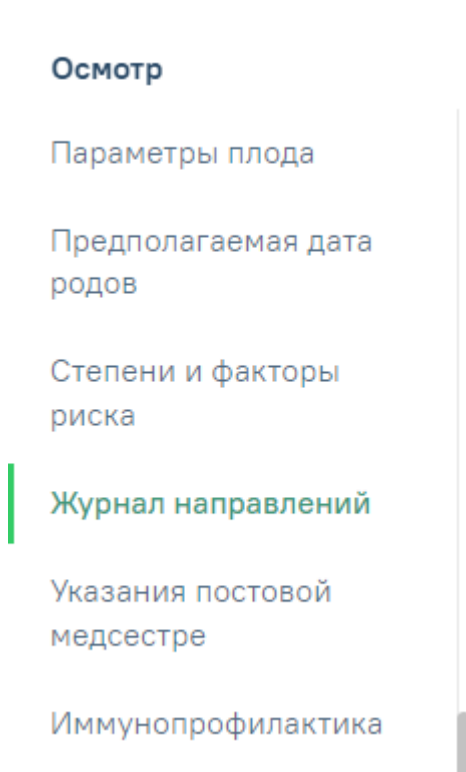 Осмотр
Параметры плода
Предполагаемая дата
родов
Степени и факторы
риска
Журнал направлений
Указания постовой
медсестре
Иммунопрофилактика